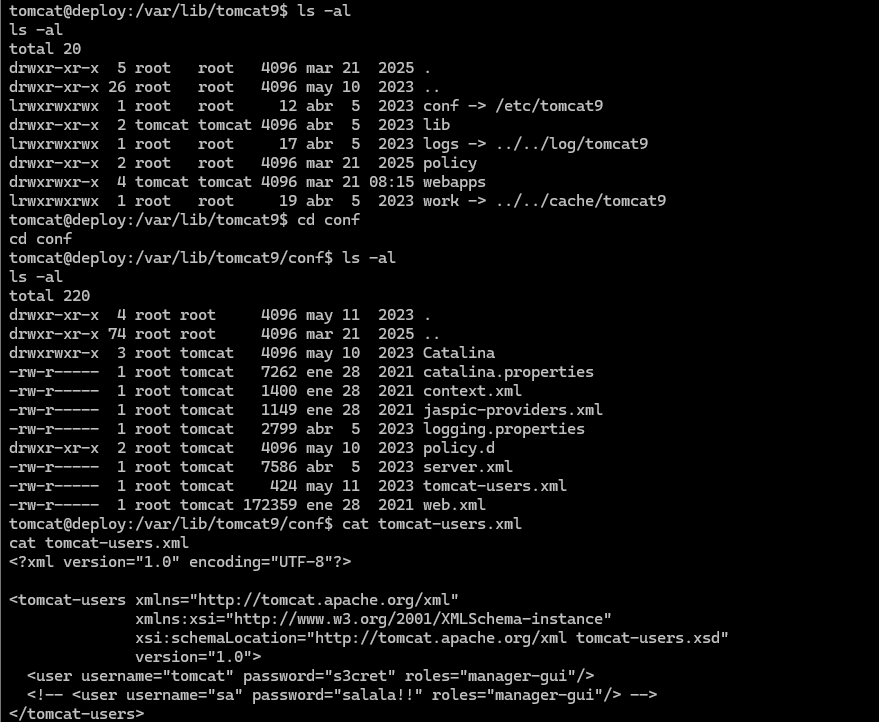 tomcat@deploy:/var/lib/tomcat9$ ls -al
ls -al
total 20
drwxr-xr-x  5 root   root   4096 mar 21  2025 .
drwxr-xr-x 26 root   root   4096 may 10  2023 ..
lrwxrwxrwx  1 root   root     12 abr  5  2023 conf -> /etc/tomcat9
drwxr-xr-x  2 tomcat tomcat 4096 abr  5  2023 lib
lrwxrwxrwx  1 root   root     17 abr  5  2023 logs -> ../../log/tomcat9
drwxr-xr-x  2 root   root   4096 mar 21  2025 policy
drwxrwxr-x  4 tomcat tomcat 4096 mar 21 08:15 webapps
lrwxrwxrwx  1 root   root     19 abr  5  2023 work -> ../../cache/tomcat9
tomcat@deploy:/var/lib/tomcat9$ cd conf
cd conf
tomcat@deploy:/var/lib/tomcat9/conf$ ls -al
ls -al
total 220
drwxr-xr-x  4 root root     4096 may 11  2023 .
drwxr-xr-x 74 root root     4096 mar 21  2025 ..
drwxrwxr-x  3 root tomcat   4096 may 10  2023 Catalina
-rw-r-----  1 root tomcat   7262 ene 28  2021 catalina.properties
-rw-r-----  1 root tomcat   1400 ene 28  2021 context.xml
-rw-r-----  1 root tomcat   1149 ene 28  2021 jaspic-providers.xml
-rw-r-----  1 root tomcat   2799 abr  5  2023 logging.properties
drwxr-xr-x  2 root tomcat   4096 may 10  2023 policy.d
-rw-r-----  1 root tomcat   7586 abr  5  2023 server.xml
-rw-r-----  1 root tomcat    424 may 11  2023 tomcat-users.xml
-rw-r-----  1 root tomcat 172359 ene 28  2021 web.xml
tomcat@deploy:/var/lib/tomcat9/conf$ cat tomcat-users.xml
cat tomcat-users.xml
<?xml version="1.0" encoding="UTF-8"?>

<tomcat-users xmlns="http://tomcat.apache.org/xml"
              xmlns:xsi="http://www.w3.org/2001/XMLSchema-instance"
              xsi:schemaLocation="http://tomcat.apache.org/xml tomcat-users.xsd"
              version="1.0">
  <user username="tomcat" password="s3cret" roles="manager-gui"/>
  <!-- <user username="sa" password="salala!!" roles="manager-gui"/> -->
</tomcat-users>